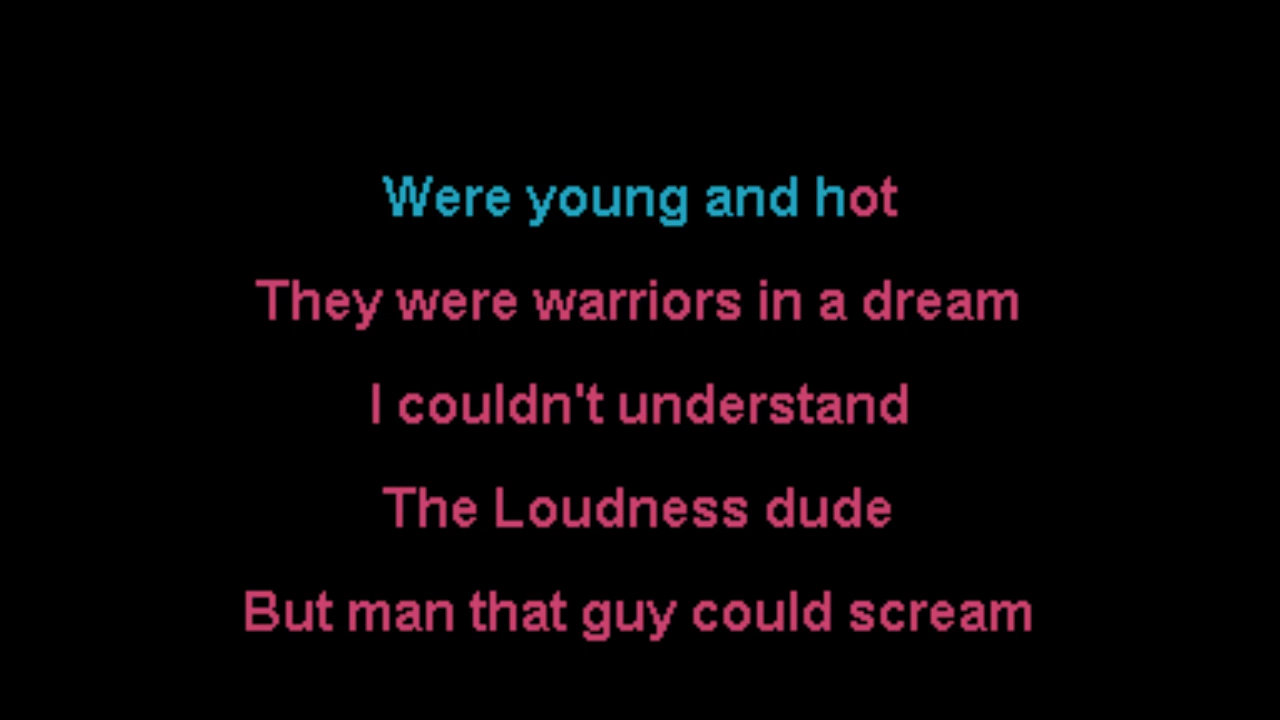 Were young and hot
They were warriors in a dream
I couldn't understand
The Loudness dude
But man that guy could scream